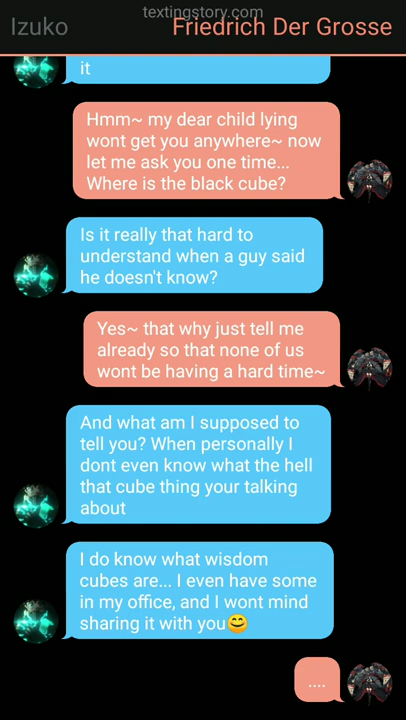 textingstory.com
Izuko
Friedrich Der Grosse
it
Hmm~ my dear child lying
wont get you anywhere~ now
let me ask you one time...
Where is the black cube?
Is it really that hard to
understand when a guy said
he doesn't know?
Yes~ that why just tell me
already so that none of us
wont be having a hard time~
And what am I supposed to
tell you? When personally I
dont even know what the hell
that cube thing your talking
about
I do know what wisdom
cubes are... I even have some
in my office, and I wont mind
sharing it with you😊
....